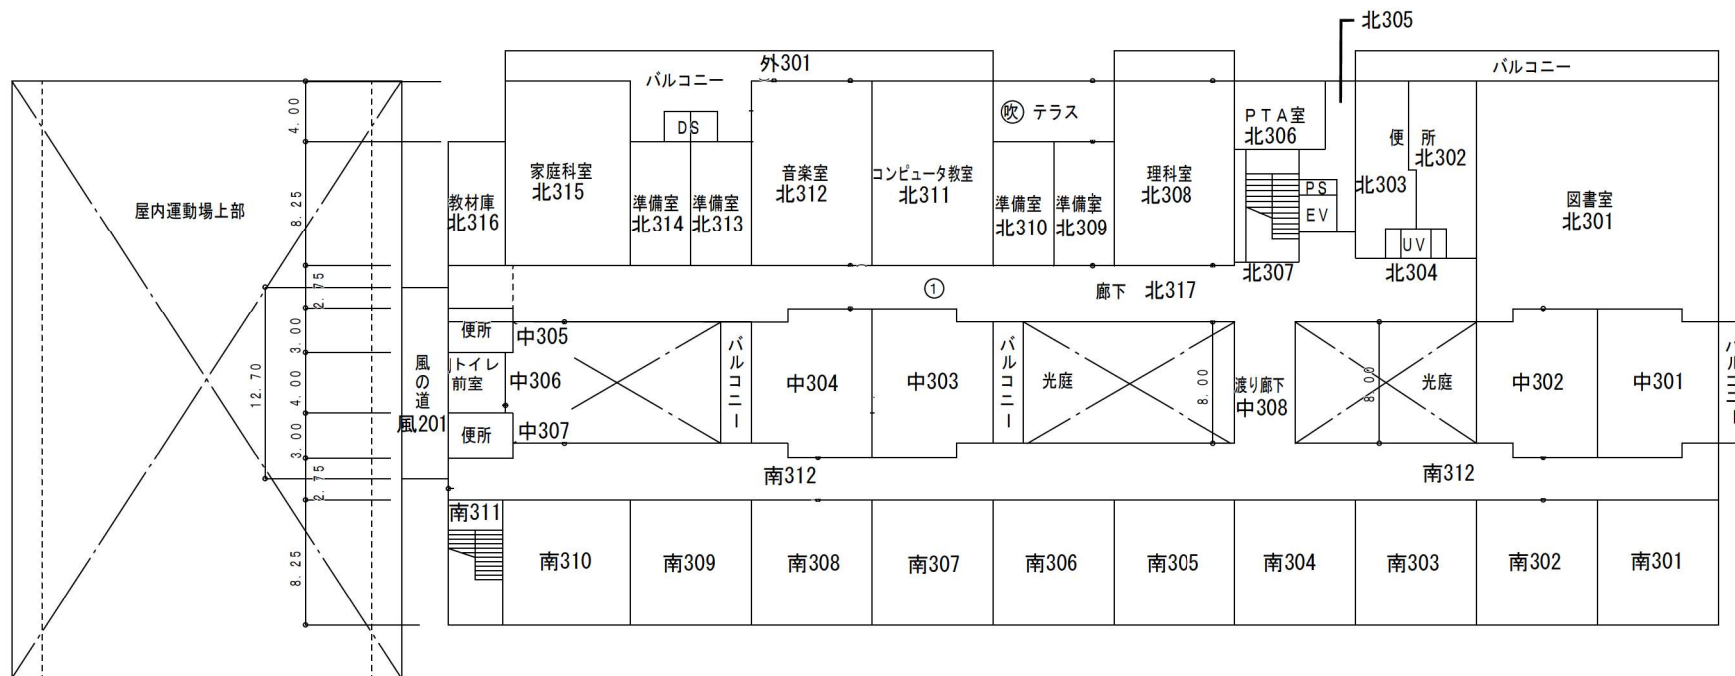 北305
外301
バルコニー
バルコニー
4.00
DS
吹 テラス
PTA室
北306
便 所
北302
家庭科室
北315
音楽室
北312
コンピュータ教室
北311
理科室
北308
PS
北303
教材庫
北316
準備室
北314
準備室
北313
準備室
北310
準備室
北309
EV
図書室
北301
屋内運動場上部
8.25
UV
北307
北304
2.75
①
廊下 北317
便所
中305
3.00
バルコニー
バルコニー
バルコニー
トイレ
前室
中306
風の道
風201
12.70
4.00
中304
中303
光庭
8.00
渡り廊下
中308
8.00
光庭
中302
中301
便所
中307
3.00
2.75
南312
南312
南311
8.25
南310
南309
南308
南307
南306
南305
南304
南303
南302
南301